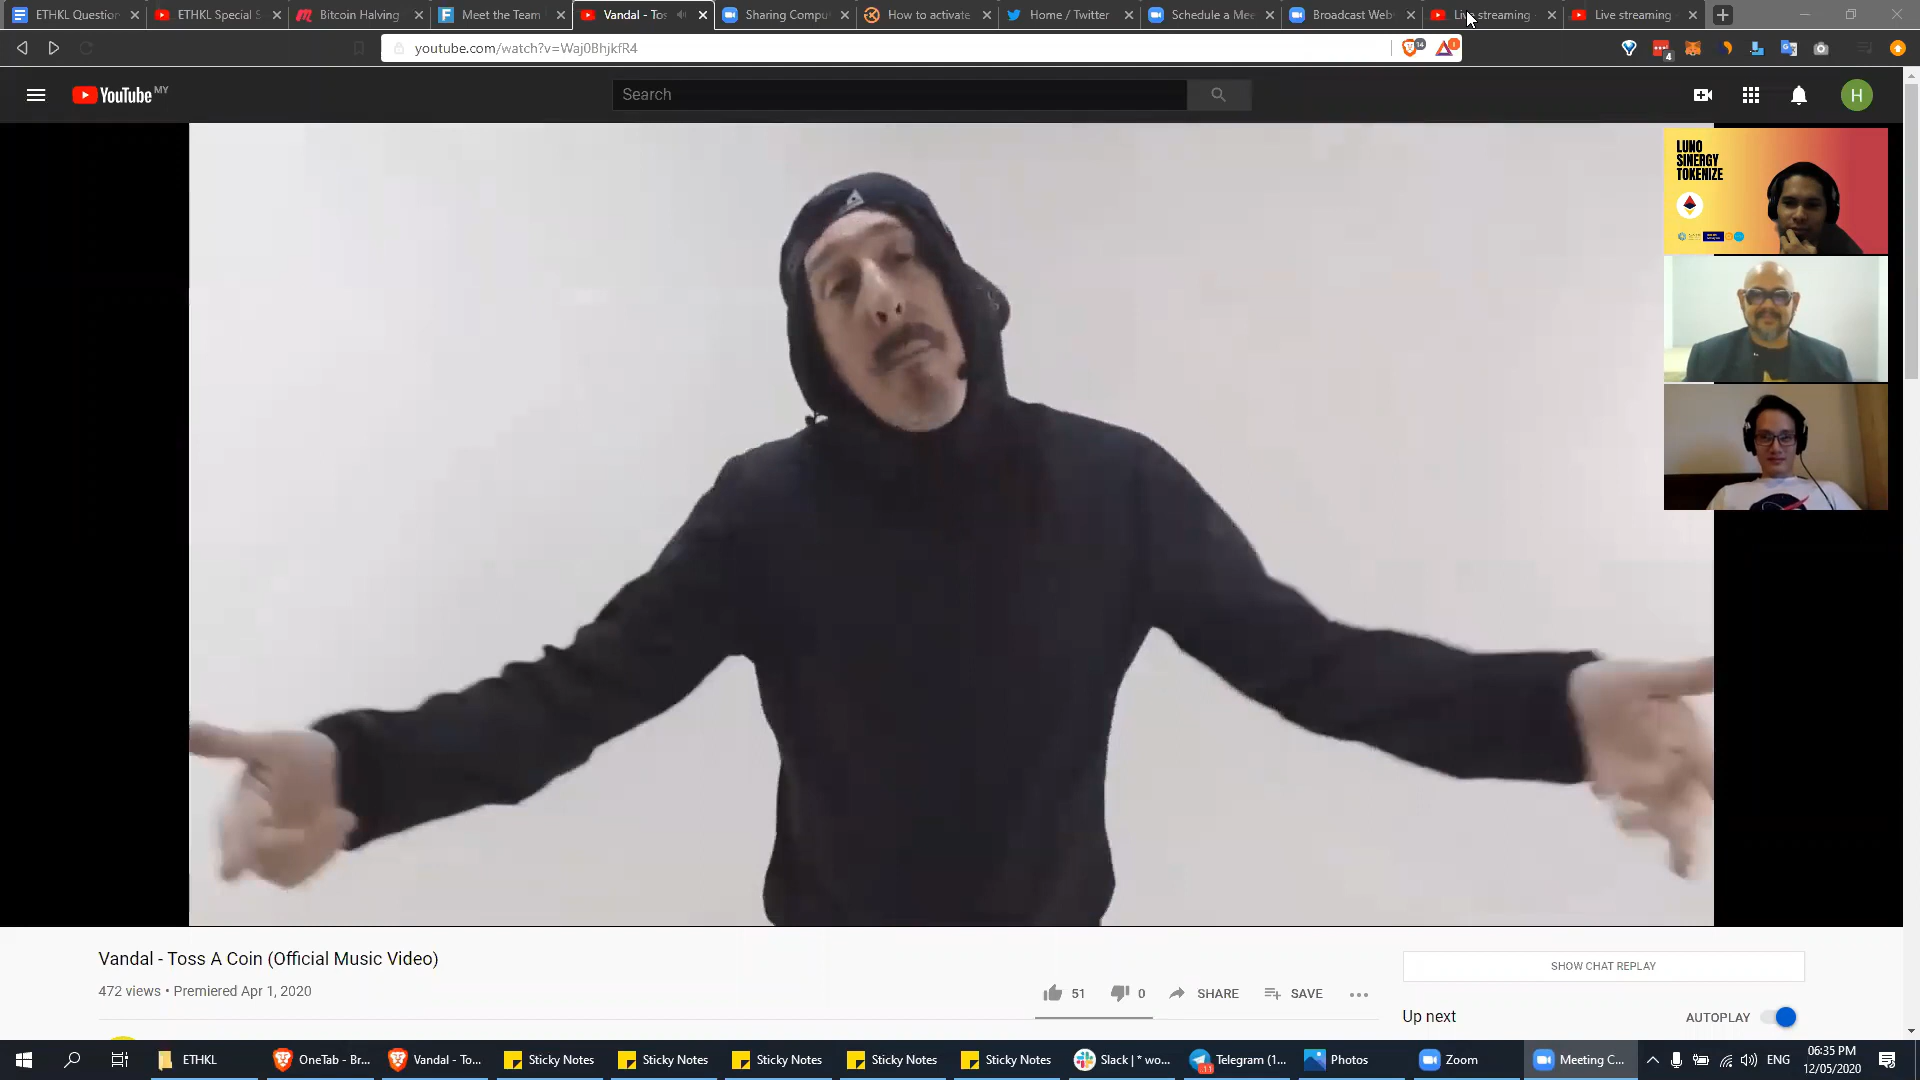 ETHKL Question
ETHKL Special S
Bitcoin Halving
Meet the Team
Vandal - Tos
Sharing Compu
How to activate
Home / Twitter
Schedule a Mee
Broadcast Web
Live streaming
Live streaming
youtube.com/watch?v=Waj0BhjkfR4
14
1
4
YouTube MY
Search
H
LUNO
SINERGY
TOKENIZE
Vandal - Toss A Coin (Official Music Video)
472 views • Premiered Apr 1, 2020
51
0
SHARE
SAVE
SHOW CHAT REPLAY
Up next
AUTOPLAY
ETHKL
OneTab - Br...
Vandal - To...
Sticky Notes
Sticky Notes
Sticky Notes
Sticky Notes
Sticky Notes
Slack | * wo...
Telegram (1...
Photos
Zoom
Meeting C...
ENG
06:35 PM
12/05/2020